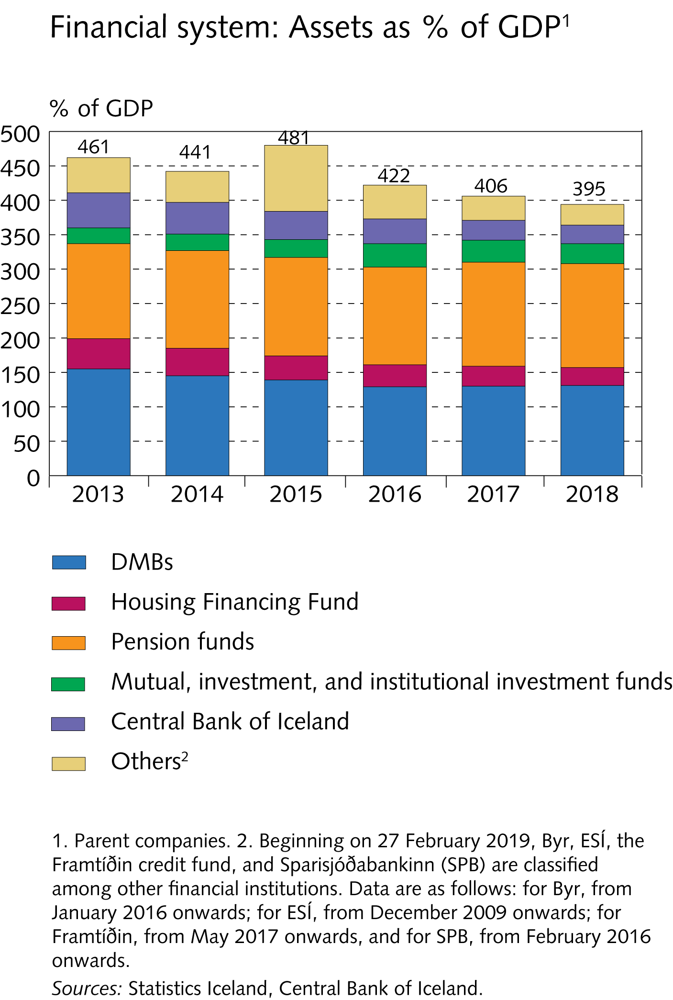 Financial system: Assets as % of GDP¹
% of GDP
500
450
400
350
300
250
200
150
100
50
0
461
441
481
422
406
395
2013
2014
2015
2016
2017
2018
DMBs
Housing Financing Fund
Pension funds
Mutual, investment, and institutional investment funds
Central Bank of Iceland
Others²
1. Parent companies. 2. Beginning on 27 February 2019, Byr, ESÍ, the
Framtíðin credit fund, and Sparisjóðabankinn (SPB) are classified
among other financial institutions. Data are as follows: for Byr, from
January 2016 onwards; for ESÍ, from December 2009 onwards; for
Framtíðin, from May 2017 onwards, and for SPB, from February 2016
onwards.
Sources: Statistics Iceland, Central Bank of Iceland.